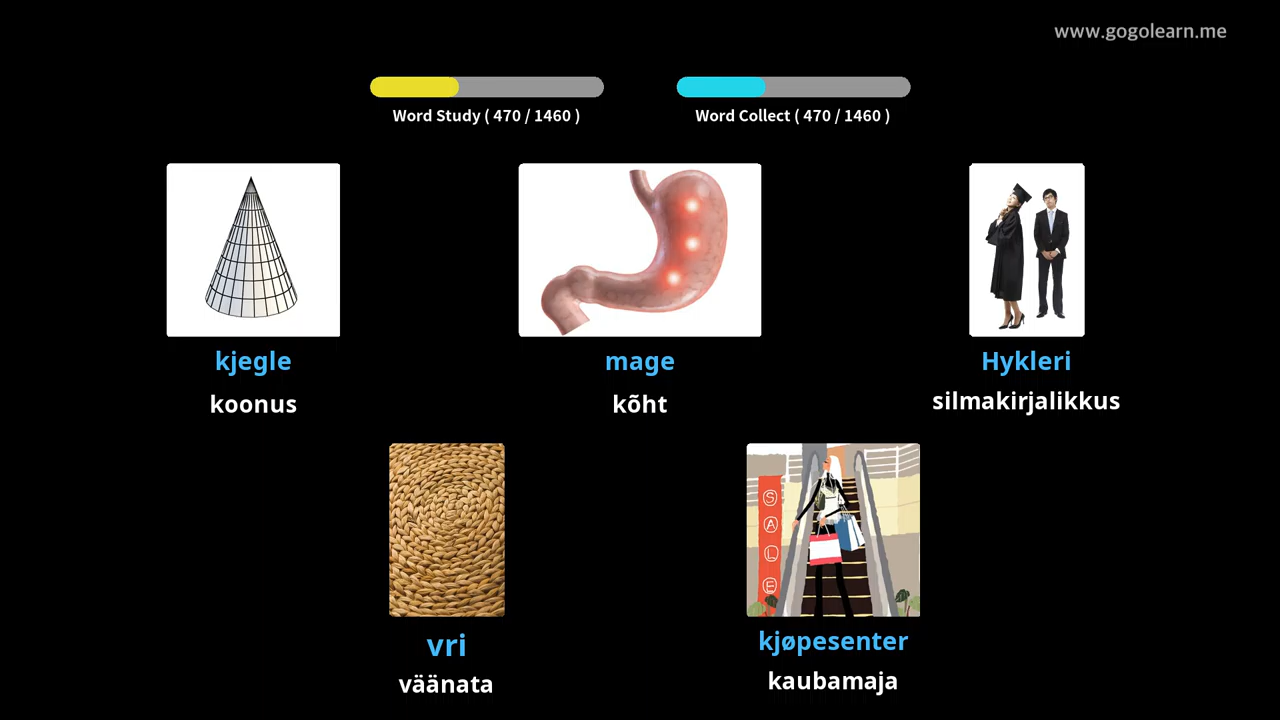 www.gogolearn.me
Word Study ( 470 / 1460 )
Word Collect ( 470 / 1460 )
kjegle
koonus
mage
kõht
Hykleri
silmakirjalikkus
SALE
vri
väänata
kjøpesenter
kaubamaja